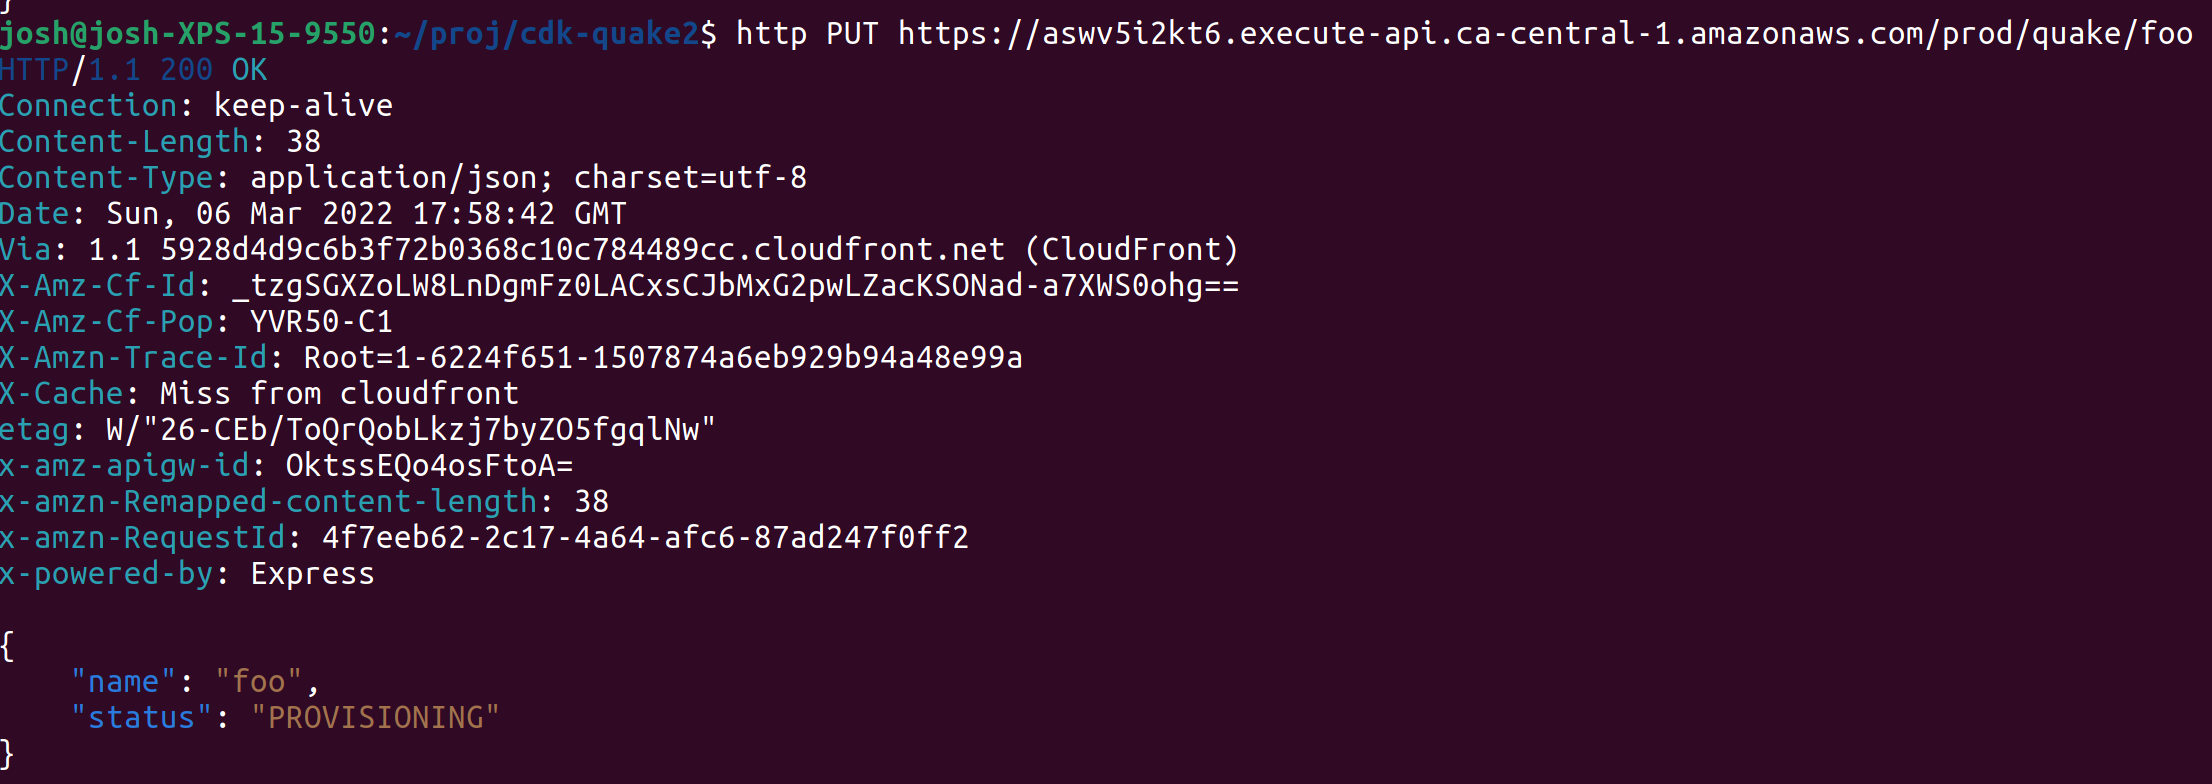 }
josh@josh-XPS-15-9550:~/proj/cdk-quake2$ http PUT https://aswv5i2kt6.execute-api.ca-central-1.amazonaws.com/prod/quake/foo
HTTP/1.1 200 OK
Connection: keep-alive
Content-Length: 38
Content-Type: application/json; charset=utf-8
Date: Sun, 06 Mar 2022 17:58:42 GMT
Via: 1.1 5928d4d9c6b3f72b0368c10c784489cc.cloudfront.net (CloudFront)
X-Amz-Cf-Id: _tzgSGXZoLW8LnDgmFz0LACxsCJbMxG2pwLZacKSONad-a7XWS0ohg==
X-Amz-Cf-Pop: YVR50-C1
X-Amzn-Trace-Id: Root=1-6224f651-1507874a6eb929b94a48e99a
X-Cache: Miss from cloudfront
etag: W/"26-CEb/ToQrQobLkzj7byZO5fgqlNw"
x-amz-apigw-id: OktssEQo4osFtoA=
x-amzn-Remapped-content-length: 38
x-amzn-RequestId: 4f7eeb62-2c17-4a64-afc6-87ad247f0ff2
x-powered-by: Express

{
    "name": "foo",
    "status": "PROVISIONING"
}